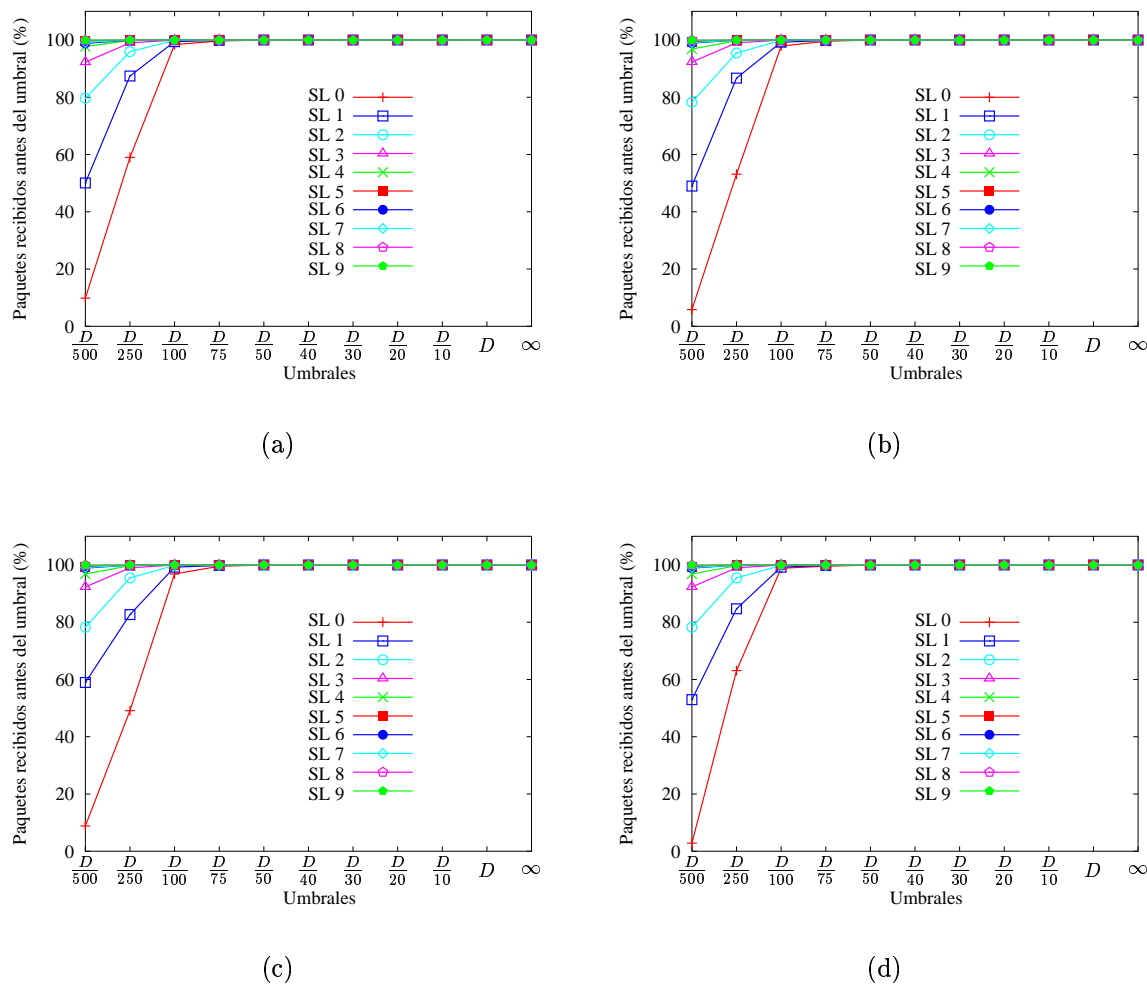 Paquetes recibidos antes del umbral (%)
100
80
60
40
20
0
SL 0
SL 1
SL 2
SL 3
SL 4
SL 5
SL 6
SL 7
SL 8
SL 9
D/500 D/250 D/100 D/75 D/50 D/40 D/30 D/20 D/10 D ∞
Umbrales
(a)
Paquetes recibidos antes del umbral (%)
100
80
60
40
20
0
SL 0
SL 1
SL 2
SL 3
SL 4
SL 5
SL 6
SL 7
SL 8
SL 9
D/500 D/250 D/100 D/75 D/50 D/40 D/30 D/20 D/10 D ∞
Umbrales
(b)
Paquetes recibidos antes del umbral (%)
100
80
60
40
20
0
SL 0
SL 1
SL 2
SL 3
SL 4
SL 5
SL 6
SL 7
SL 8
SL 9
D/500 D/250 D/100 D/75 D/50 D/40 D/30 D/20 D/10 D ∞
Umbrales
(c)
Paquetes recibidos antes del umbral (%)
100
80
60
40
20
0
SL 0
SL 1
SL 2
SL 3
SL 4
SL 5
SL 6
SL 7
SL 8
SL 9
D/500 D/250 D/100 D/75 D/50 D/40 D/30 D/20 D/10 D ∞
Umbrales
(d)